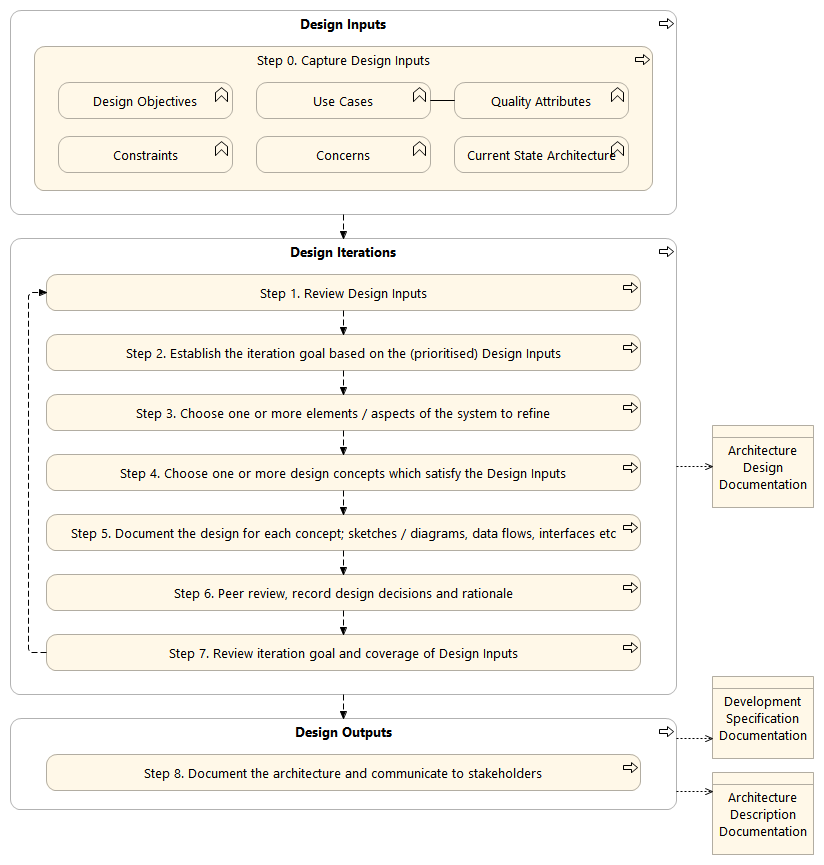 Design Inputs
Step 0. Capture Design Inputs
Design Objectives
Use Cases
Quality Attributes
Constraints
Concerns
Current State Architecture
Design Iterations
Step 1. Review Design Inputs
Step 2. Establish the iteration goal based on the (prioritised) Design Inputs
Step 3. Choose one or more elements / aspects of the system to refine
Step 4. Choose one or more design concepts which satisfy the Design Inputs
Step 5. Document the design for each concept; sketches / diagrams, data flows, interfaces etc
Step 6. Peer review, record design decisions and rationale
Step 7. Review iteration goal and coverage of Design Inputs
Architecture
Design
Documentation
Design Outputs
Step 8. Document the architecture and communicate to stakeholders
Development
Specification
Documentation
Architecture
Description
Documentation